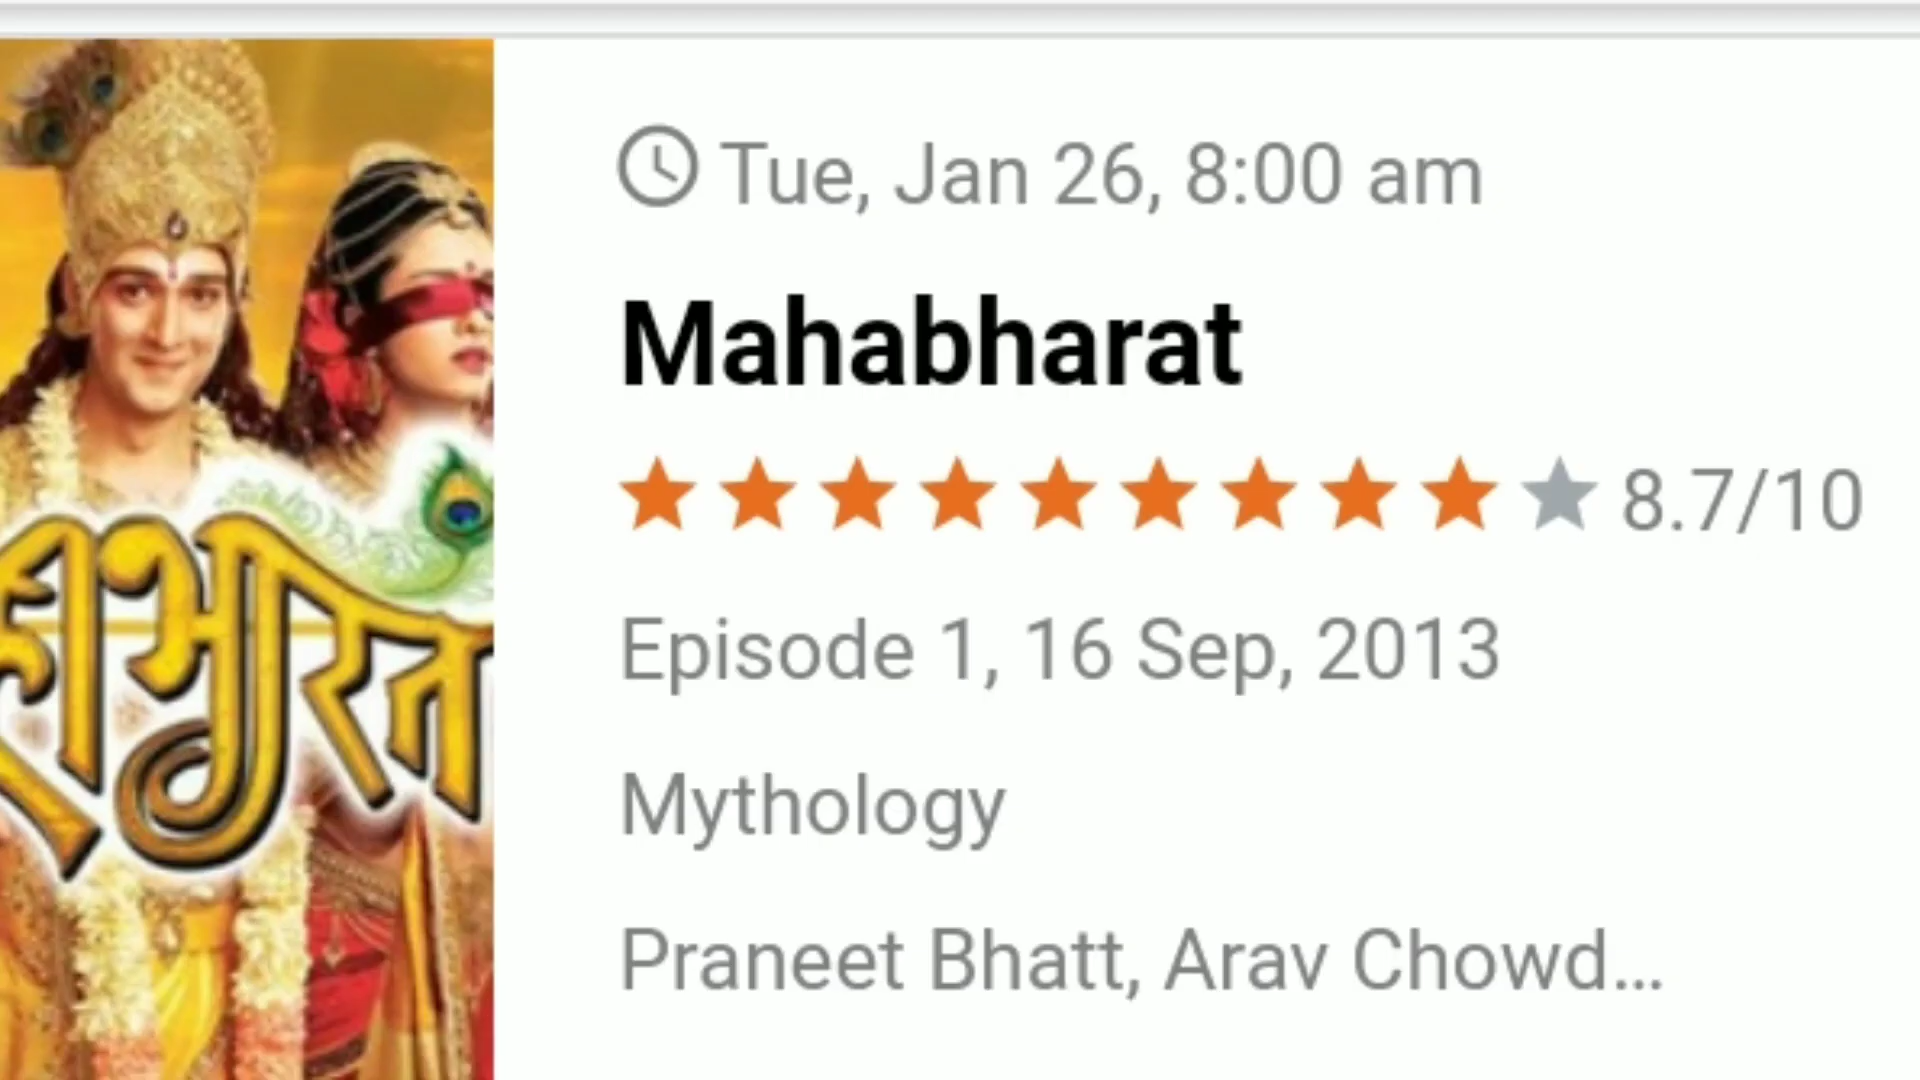 Tue, Jan 26, 8:00 am
Mahabharat
8.7/10
Episode 1, 16 Sep, 2013
Mythology
Praneet Bhatt, Arav Chowd...
हाभारत